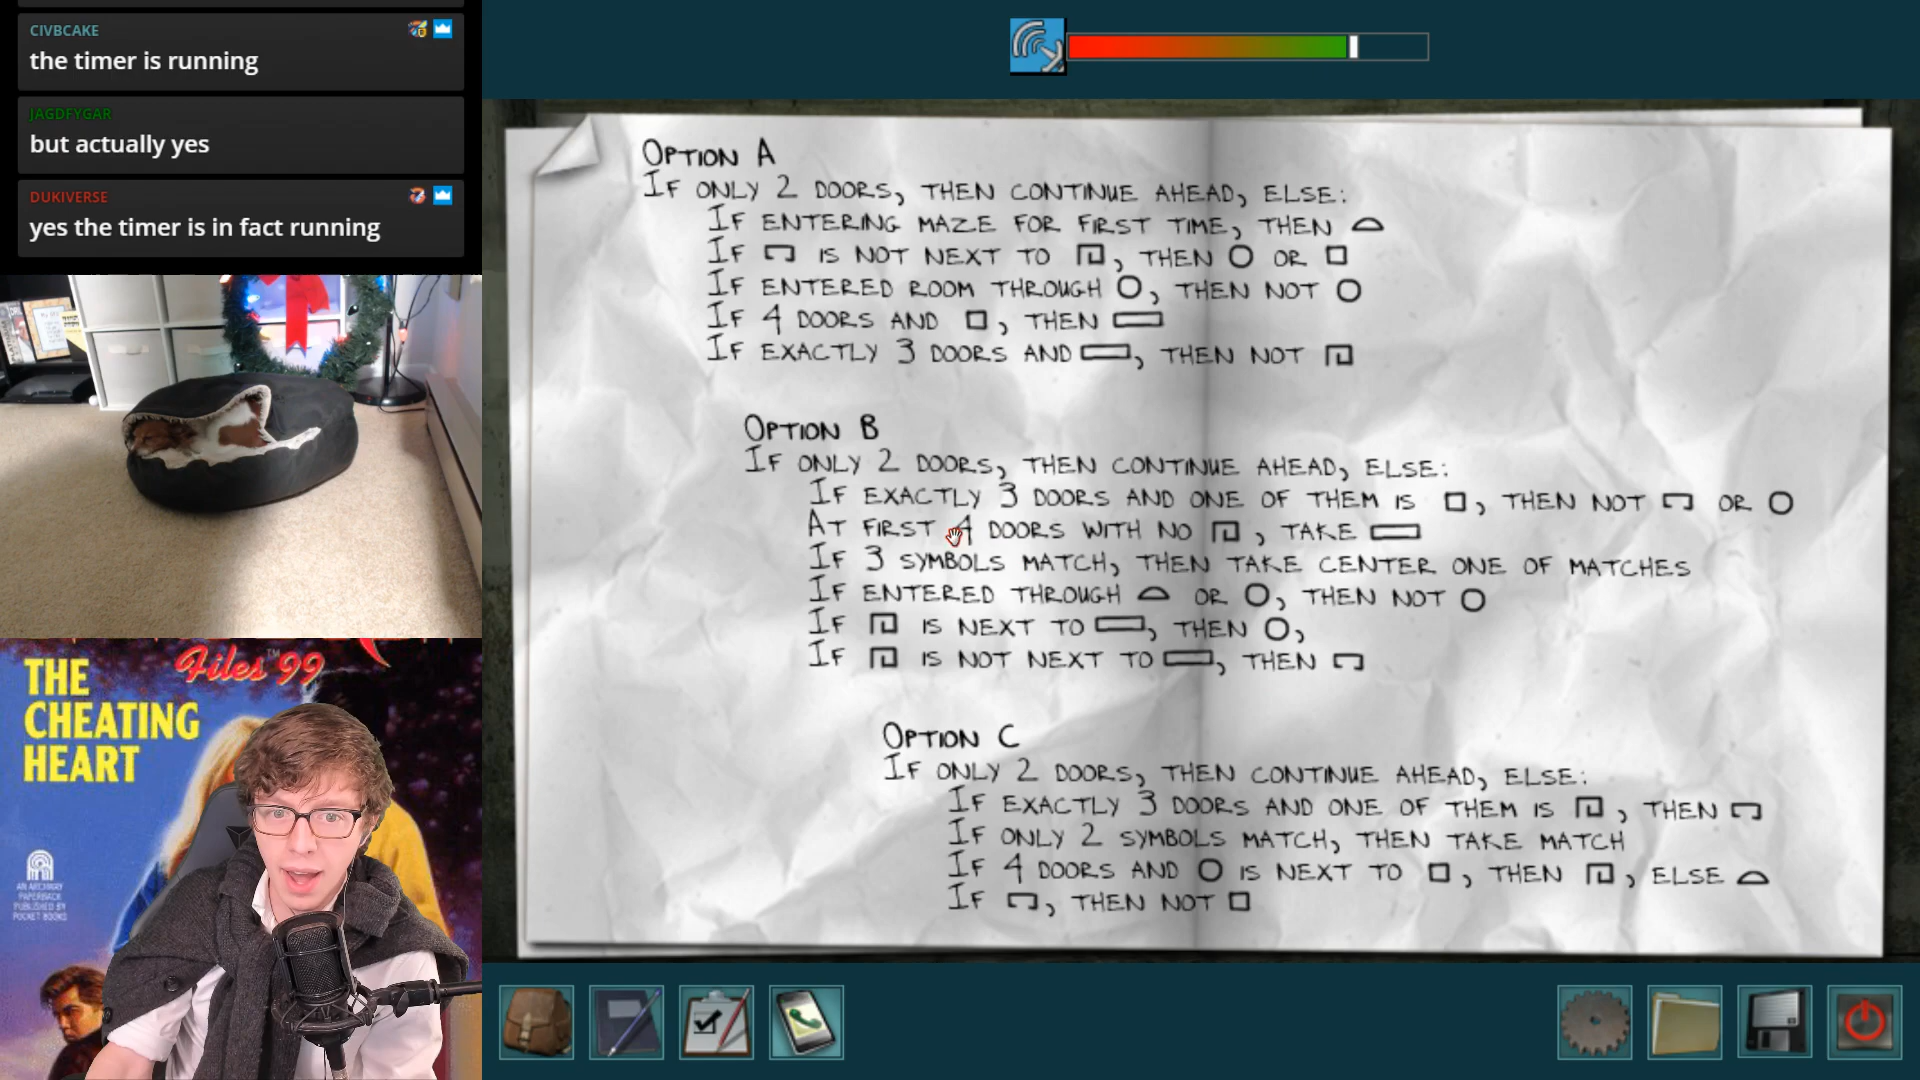 CIVBCAKE
the timer is running
JAGDFYGAR
but actually yes
DUKIVERSE
yes the timer is in fact running
Files 99
™
THE
CHEATING
HEART
AN ARCHWAY
PAPERBACK
PUBLISHED BY
POCKET BOOKS
OPTION A
IF ONLY 2 DOORS, THEN CONTINUE AHEAD, ELSE:
IF ENTERING MAZE FOR FIRST TIME, THEN
IF IS NOT NEXT TO , THEN OR
IF ENTERED ROOM THROUGH , THEN NOT
IF 4 DOORS AND , THEN
IF EXACTLY 3 DOORS AND , THEN NOT
OPTION B
IF ONLY 2 DOORS, THEN CONTINUE AHEAD, ELSE:
IF EXACTLY 3 DOORS AND ONE OF THEM IS , THEN NOT OR
AT FIRST 4 DOORS WITH NO , TAKE
IF 3 SYMBOLS MATCH, THEN TAKE CENTER ONE OF MATCHES
IF ENTERED THROUGH OR , THEN NOT
IF IS NEXT TO , THEN ,
IF IS NOT NEXT TO , THEN
OPTION C
IF ONLY 2 DOORS, THEN CONTINUE AHEAD, ELSE:
IF EXACTLY 3 DOORS AND ONE OF THEM IS , THEN
IF ONLY 2 SYMBOLS MATCH, THEN TAKE MATCH
IF 4 DOORS AND IS NEXT TO , THEN , ELSE
IF , THEN NOT